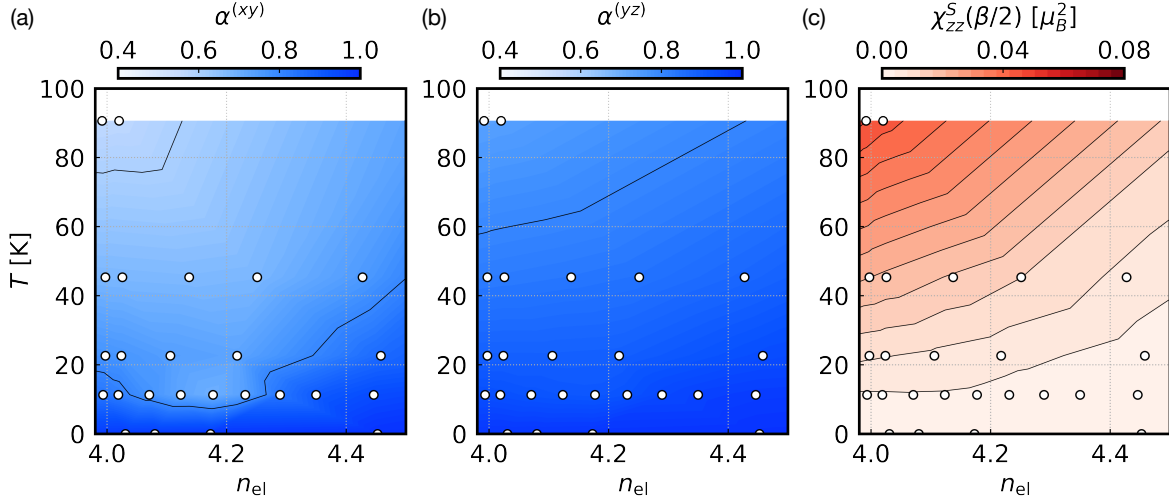 (a) α^(xy) (b) α^(yz) (c) χ^S_zz(β/2) [μ_B^2]
0.4 0.6 0.8 1.0 0.4 0.6 0.8 1.0 0.00 0.04 0.08
100 100 100
80 80 80
60 60 60
40 40 40
20 20 20
0 0 0
T [K]
4.0 4.2 4.4 4.0 4.2 4.4 4.0 4.2 4.4
n_el n_el n_el